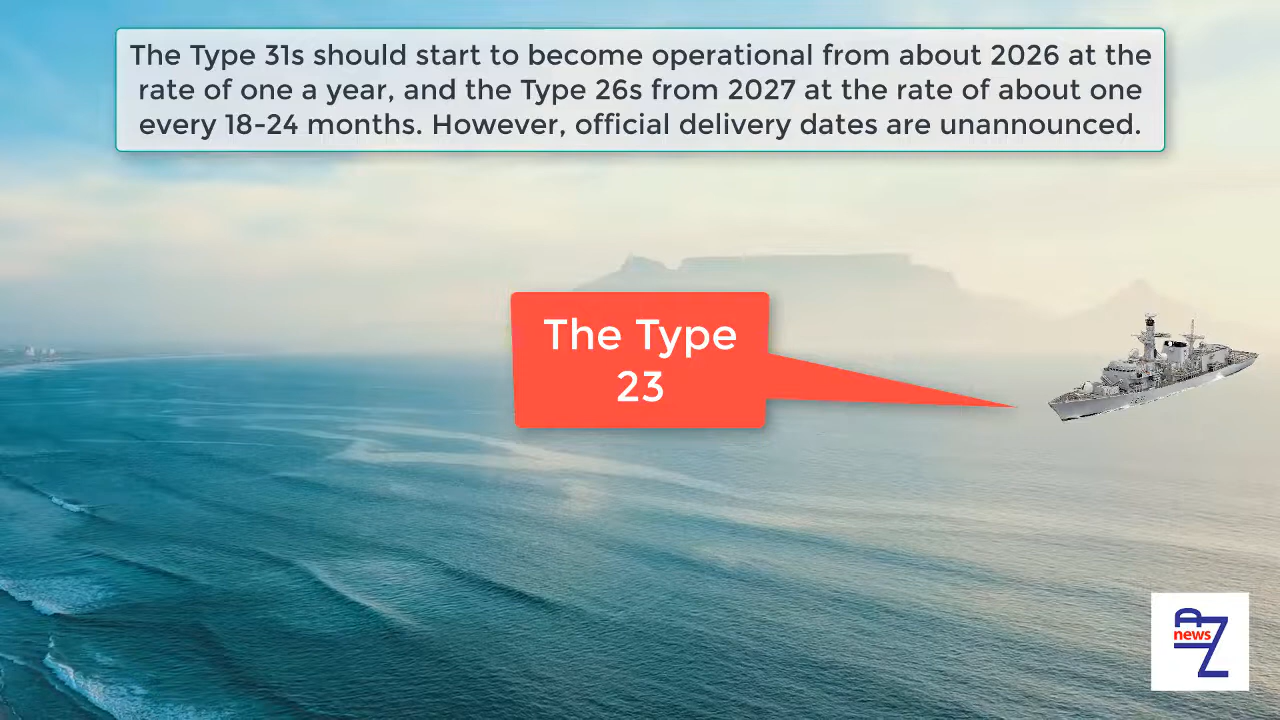 The Type 31s should start to become operational from about 2026 at the
rate of one a year, and the Type 26s from 2027 at the rate of about one
every 18-24 months. However, official delivery dates are unannounced.
The Type
23
A
news
Z